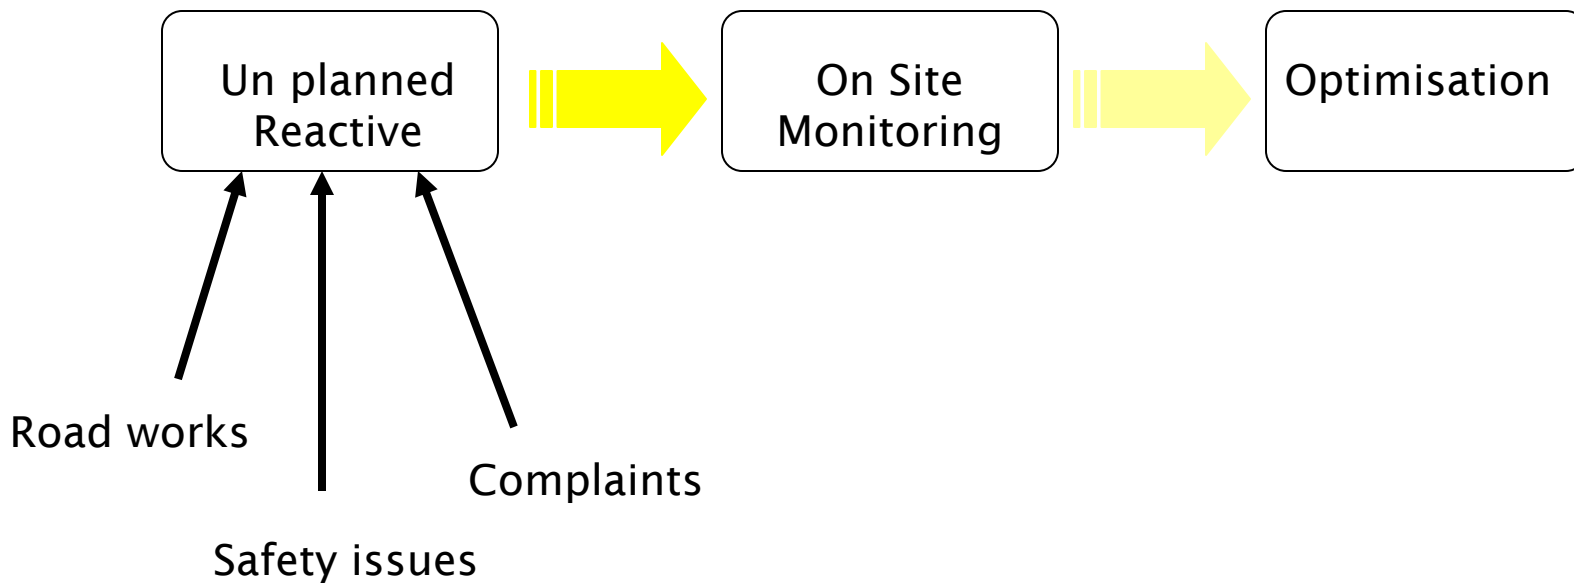 Un planned
Reactive
On Site
Monitoring
Optimisation
Road works
Complaints
Safety issues